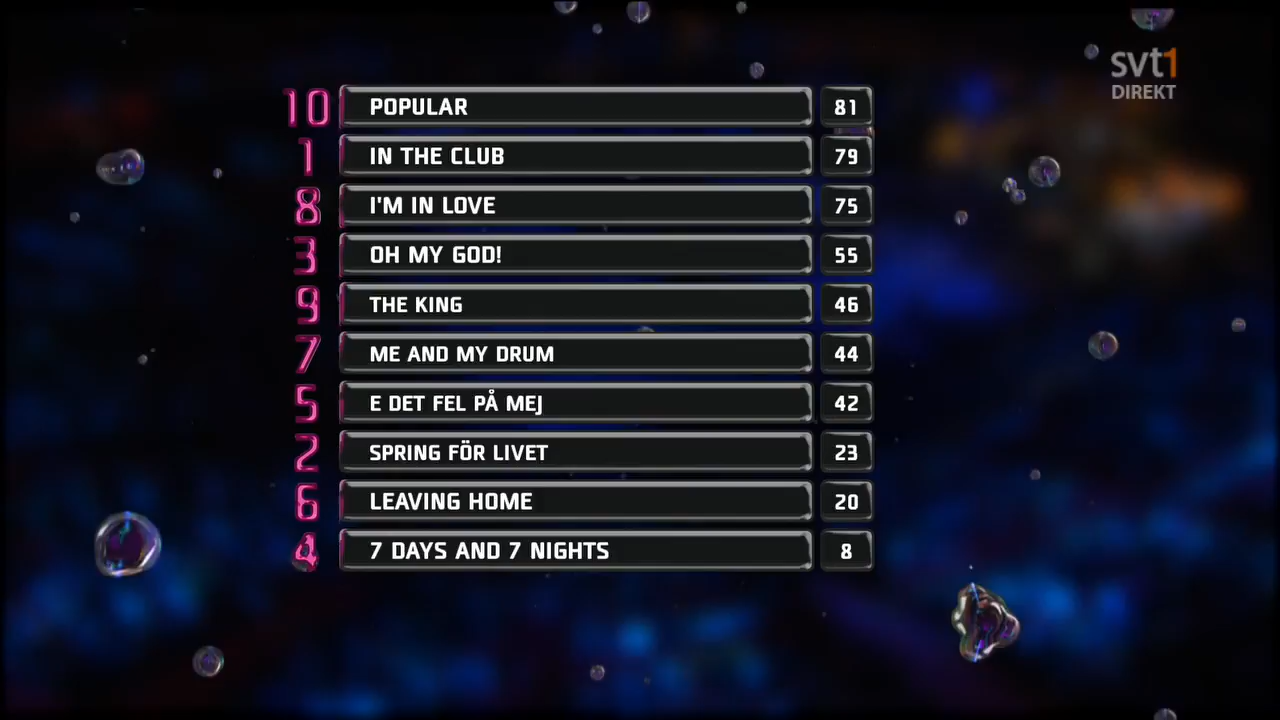 svt1
DIREKT
10 POPULAR 81
1 IN THE CLUB 79
8 I'M IN LOVE 75
3 OH MY GOD! 55
9 THE KING 46
7 ME AND MY DRUM 44
5 E DET FEL PÅ MEJ 42
2 SPRING FÖR LIVET 23
6 LEAVING HOME 20
4 7 DAYS AND 7 NIGHTS 8